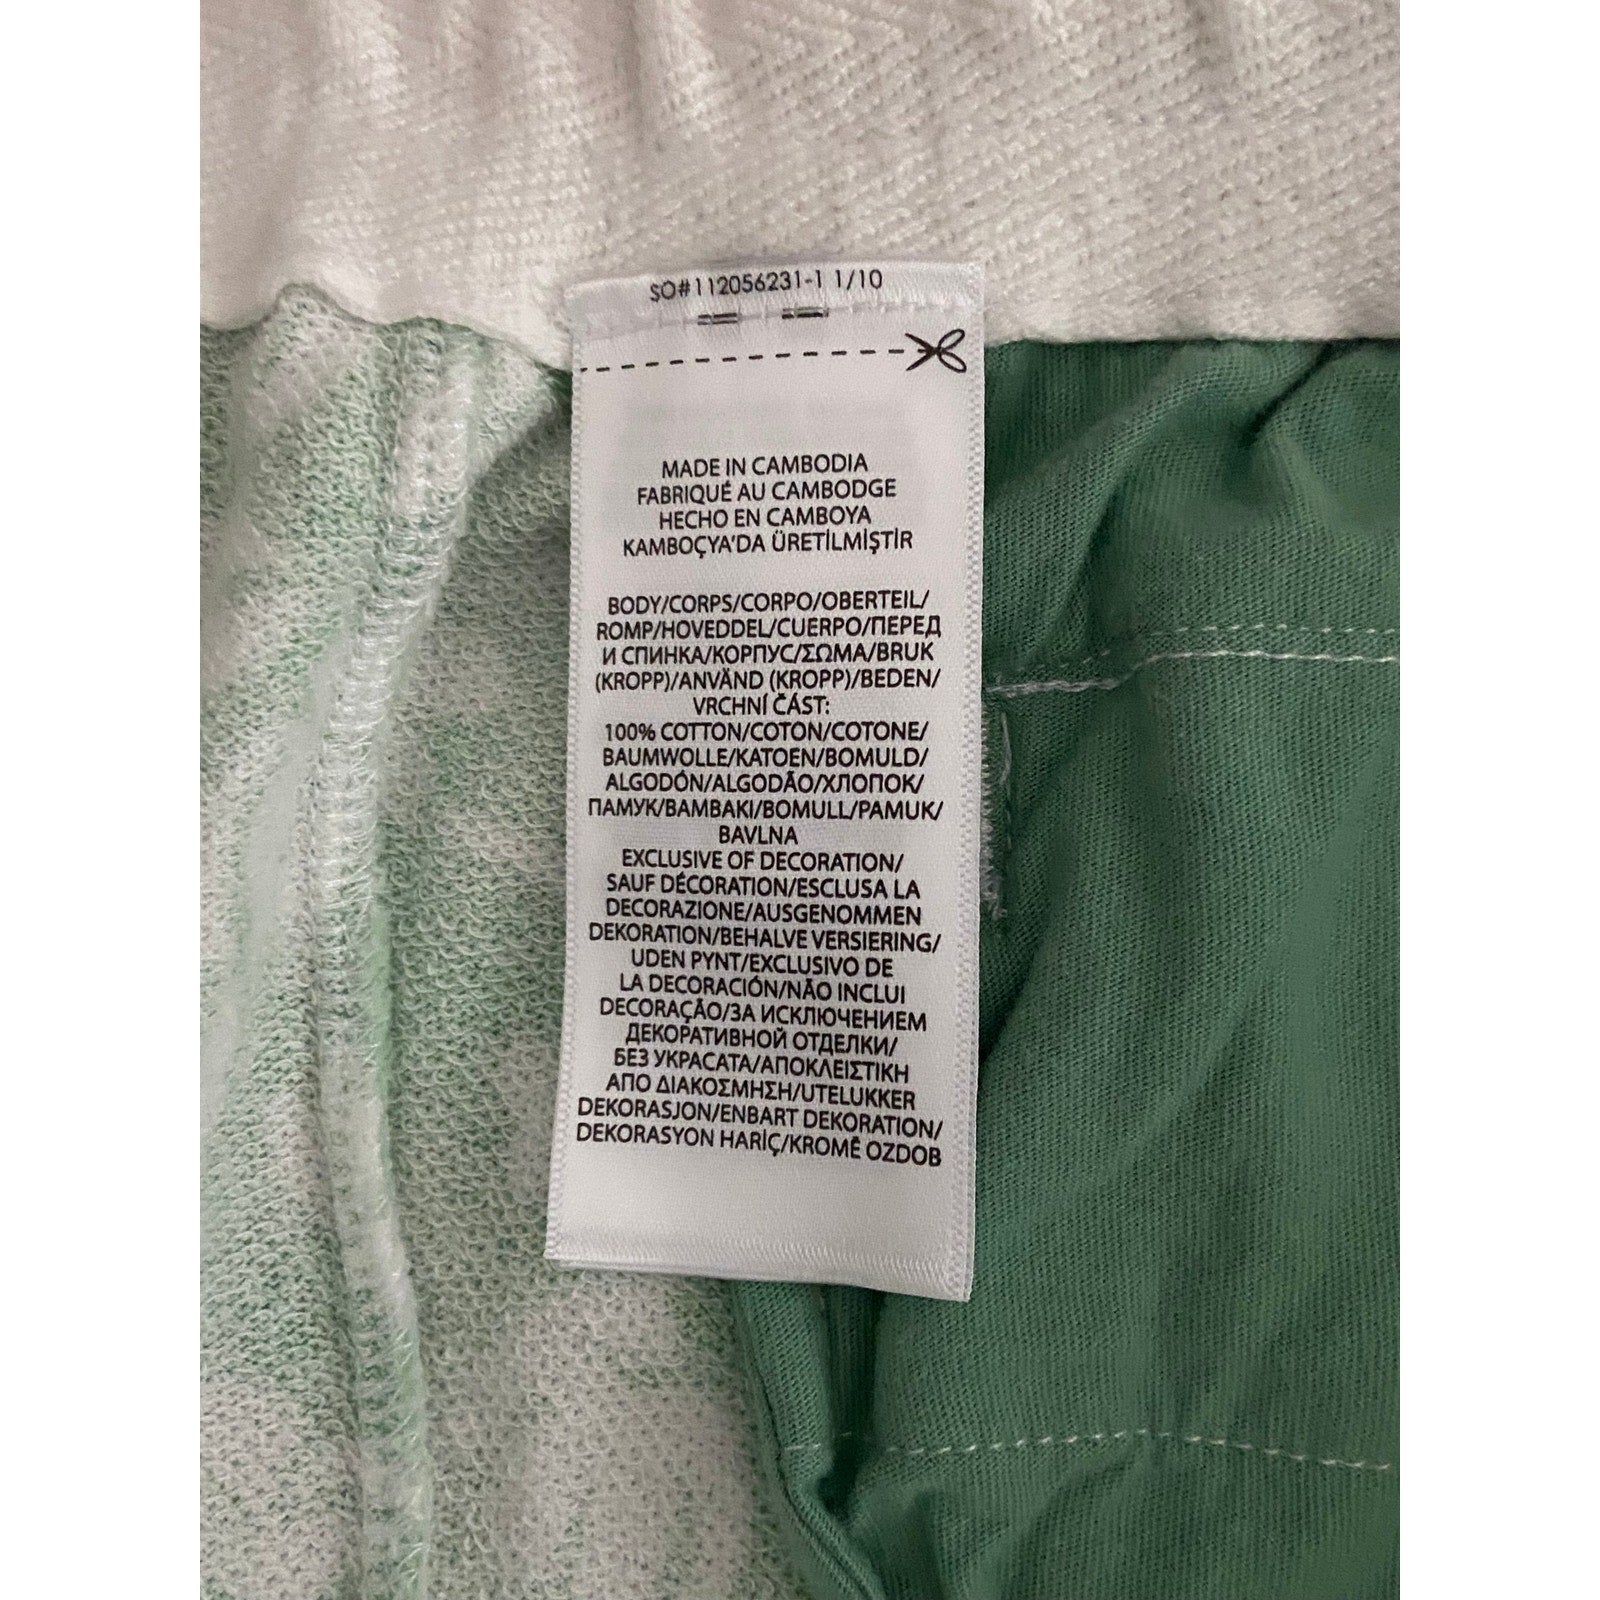 SO#112056231-1 1/10
MADE IN CAMBODIA
FABRIQUÉ AU CAMBODGE
HECHO EN CAMBOYA
KAMBOÇYA'DA ÜRETİLMİŞTİR
BODY/CORPS/CORPO/OBERTEIL/
ROMP/HOVEDDEL/CUERPO/ПЕРЕД
И СПИНКА/КОРПУС/ΣΩΜΑ/BRUK
(KROPP)/ANVÄND (KROPP)/BEDEN/
VRCHNÍ ČÁST:
100% COTTON/COTON/COTONE/
BAUMWOLLE/KATOEN/BOMULD/
ALGODÓN/ALGODÃO/ХЛОПОК/
ПАМУК/ΒΑΜΒΑΚΙ/BOMULL/PAMUK/
BAVLNA
EXCLUSIVE OF DECORATION/
SAUF DÉCORATION/ESCLUSA LA
DECORAZIONE/AUSGENOMMEN
DEKORATION/BEHALVE VERSIERING/
UDEN PYNT/EXCLUSIVO DE
LA DECORACIÓN/NÃO INCLUI
DECORAÇÃO/ЗА ИСКЛЮЧЕНИЕМ
ДЕКОРАТИВНОЙ ОТДЕЛКИ/
БЕЗ УКРАСАТА/ΑΠΟΚΛΕΙΣΤΙΚΗ
ΑΠΟ ΔΙΑΚΟΣΜΗΣΗ/UTELUKKER
DEKORASJON/ENBART DEKORATION/
DEKORASYON HARİÇ/KROMĚ OZDOB